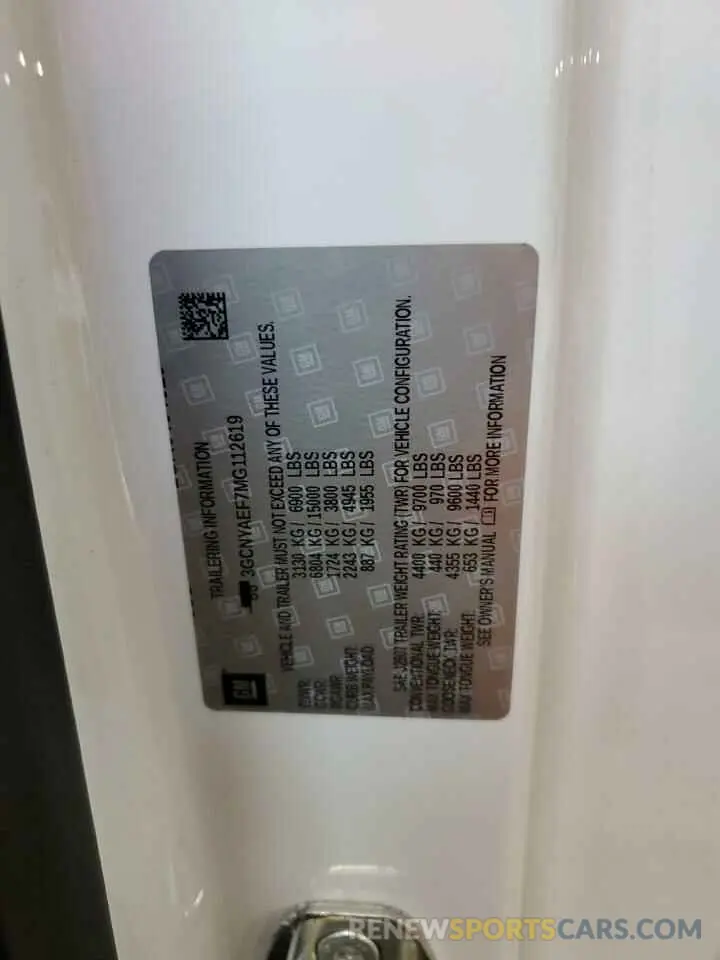 TRAILERING INFORMATION
3GCNYAEF7MG112619
VEHICLE AND TRAILER MUST NOT EXCEED ANY OF THESE VALUES.
GVWR: 3130 KG / 6900 LBS
GCWR: 6804 KG / 15000 LBS
RGAWR: 1724 KG / 3800 LBS
CURB WEIGHT: 2243 KG / 4945 LBS
MAX PAYLOAD: 887 KG / 1955 LBS
SAE J2807 TRAILER WEIGHT RATING (TWR) FOR VEHICLE CONFIGURATION.
CONVENTIONAL TWR: 4400 KG / 9700 LBS
MAX TONGUE WEIGHT: 440 KG / 970 LBS
GOOSENECK TWR: 4355 KG / 9600 LBS
MAX TONGUE WEIGHT: 653 KG / 1440 LBS
SEE OWNER'S MANUAL FOR MORE INFORMATION
GM
RENEWSPORTSCARS.COM